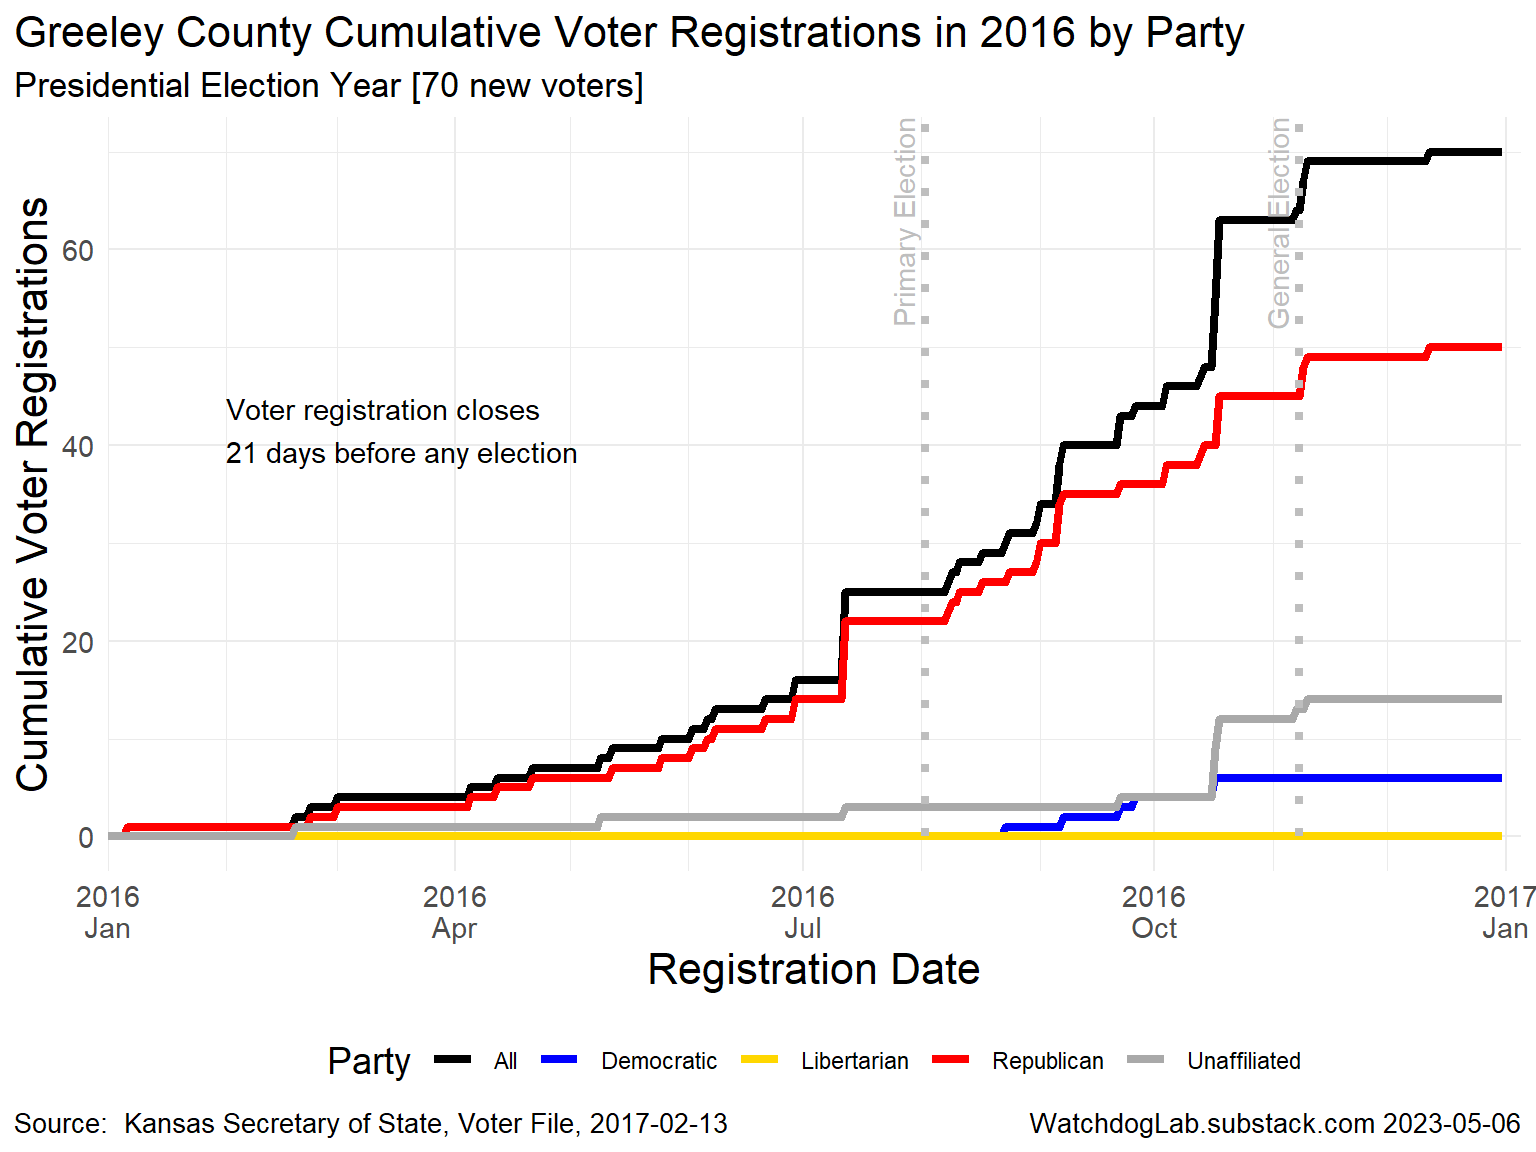 Greeley County Cumulative Voter Registrations in 2016 by Party
Presidential Election Year [70 new voters]
Cumulative Voter Registrations
60
40
20
0
Voter registration closes
21 days before any election
Primary Election
General Election
2016
Jan
2016
Apr
2016
Jul
2016
Oct
2017
Jan
Registration Date
Party All Democratic Libertarian Republican Unaffiliated
Source:  Kansas Secretary of State, Voter File, 2017-02-13
WatchdogLab.substack.com 2023-05-06